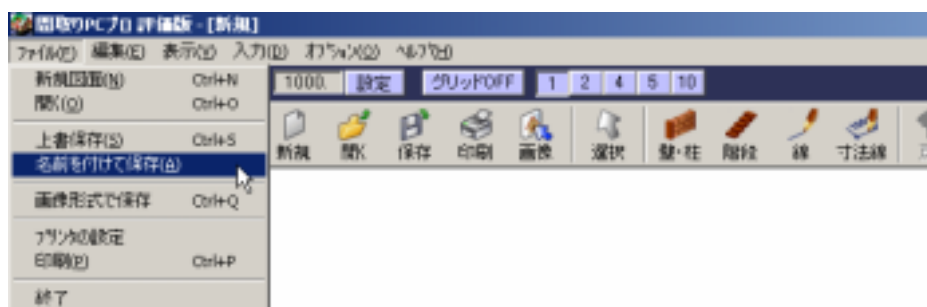 間取りPCプロ 評価版 - [新規]
ファイル(F) 編集(E) 表示(V) 入力(D) オプション(O) ヘルプ(H)
新規図面(N) Ctrl+N
開く(O) Ctrl+O
上書保存(S) Ctrl+S
名前を付けて保存(A)
画像形式で保存 Ctrl+Q
プリンタの設定
印刷(P) Ctrl+P
終了
1000. 設定 グリッドOFF 1 2 4 5 10
新規 開く 保存 印刷 画像 選択 壁・柱 階段 線 寸法線